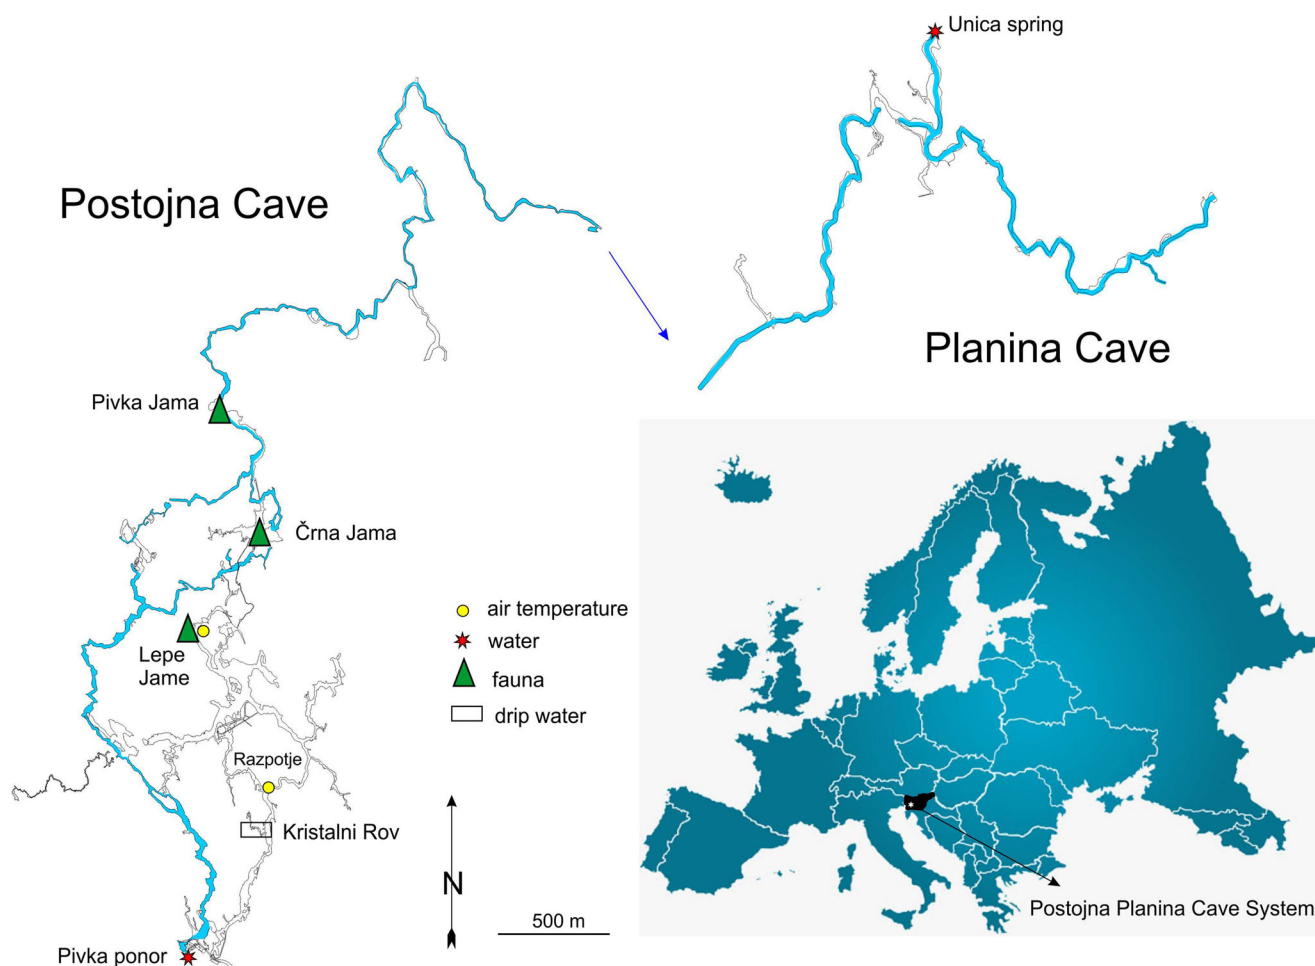 Unica spring
Postojna Cave
Planina Cave
Pivka Jama
Črna Jama
air temperature
water
fauna
drip water
Lepe
Jame
Razpotje
Kristalni Rov
N
500 m
Pivka ponor
Postojna Planina Cave System